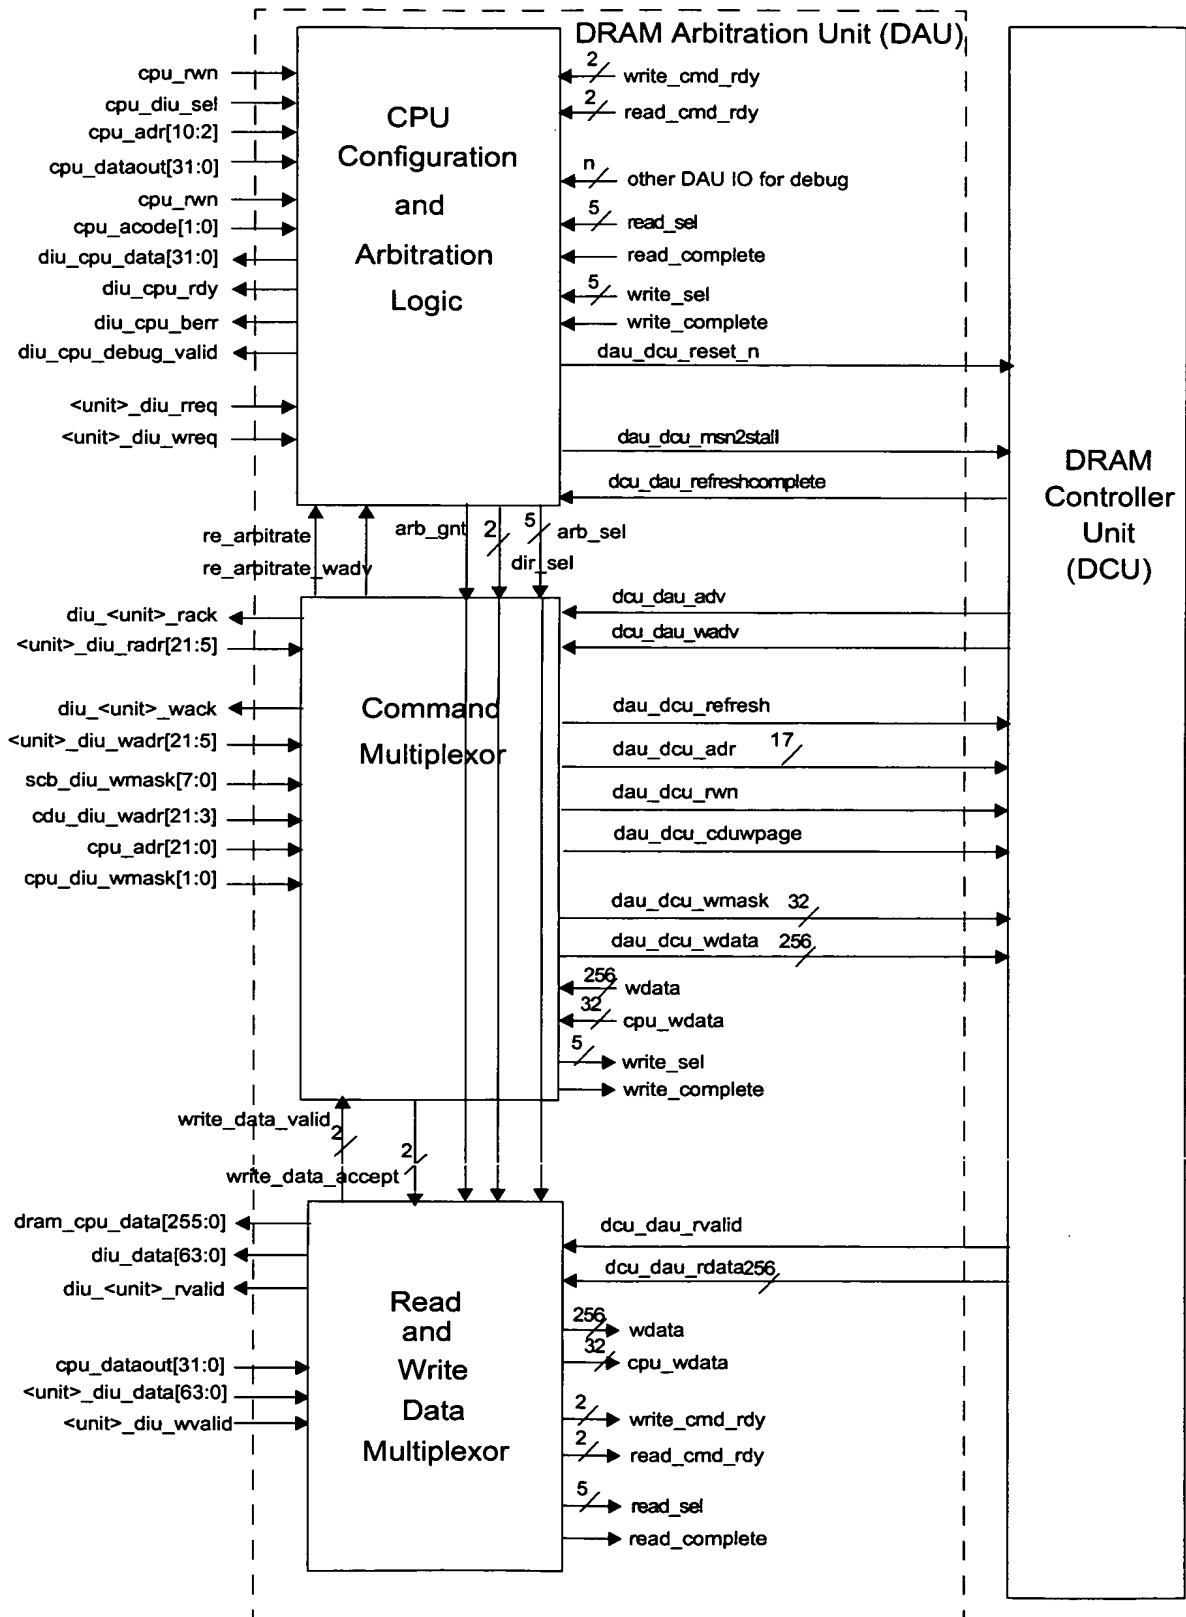 DRAM Arbitration Unit (DAU)
cpu_rwn
cpu_diu_sel
cpu_adr[10:2]
cpu_dataout[31:0]
cpu_rwn
cpu_acode[1:0]
diu_cpu_data[31:0]
diu_cpu_rdy
diu_cpu_berr
diu_cpu_debug_valid
<unit>_diu_rreq
<unit>_diu_wreq
CPU
Configuration
and
Arbitration
Logic
2
write_cmd_rdy
2
read_cmd_rdy
n
other DAU IO for debug
5
read_sel
read_complete
5
write_sel
write_complete
dau_dcu_reset_n
dau_dcu_msn2stall
dcu_dau_refreshcomplete
DRAM
Controller
Unit
(DCU)
re_arbitrate
re_arbitrate_wadv
arb_gnt
2
dir_sel
5
arb_sel
diu_<unit>_rack
<unit>_diu_radr[21:5]
diu_<unit>_wack
<unit>_diu_wadr[21:5]
scb_diu_wmask[7:0]
cdu_diu_wadr[21:3]
cpu_adr[21:0]
cpu_diu_wmask[1:0]
Command
Multiplexor
dcu_dau_adv
dcu_dau_wadv
dau_dcu_refresh
dau_dcu_adr 17
dau_dcu_rwn
dau_dcu_cduwpage
dau_dcu_wmask 32
dau_dcu_wdata 256
256
wdata
32
cpu_wdata
5
write_sel
write_complete
write_data_valid
2
2
write_data_accept
dram_cpu_data[255:0]
diu_data[63:0]
diu_<unit>_rvalid
cpu_dataout[31:0]
<unit>_diu_data[63:0]
<unit>_diu_wvalid
Read
and
Write
Data
Multiplexor
dcu_dau_rvalid
dcu_dau_rdata 256
256
wdata
32
cpu_wdata
2
write_cmd_rdy
2
read_cmd_rdy
5
read_sel
read_complete